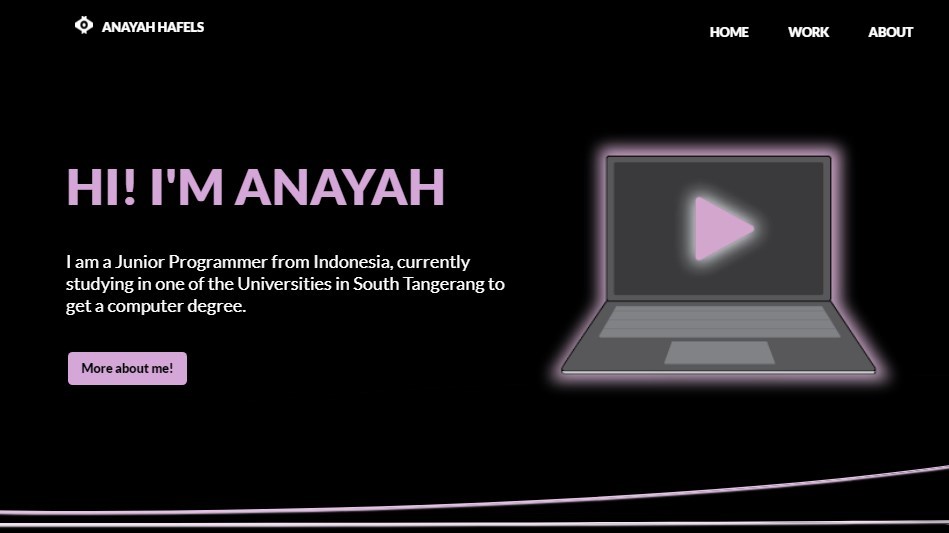 ANAYAH HAFELS
HOME
WORK
ABOUT
HI! I'M ANAYAH
I am a Junior Programmer from Indonesia, currently
studying in one of the Universities in South Tangerang to
get a computer degree.
More about me!